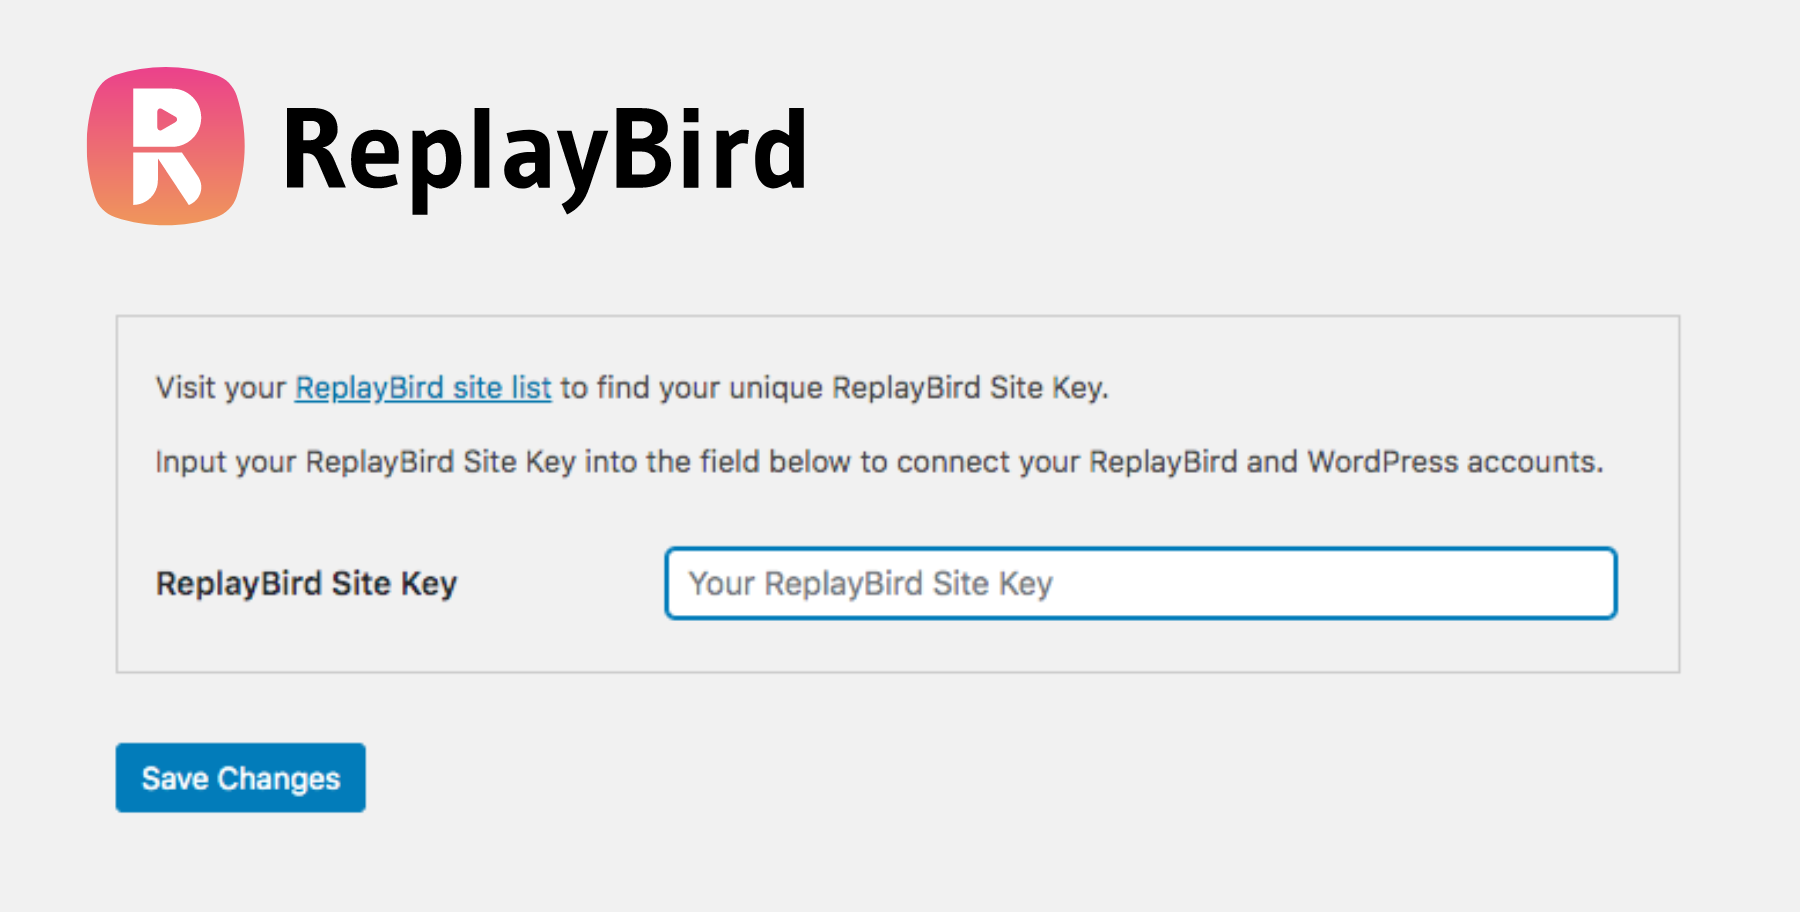 ReplayBird
Visit your ReplayBird site list to find your unique ReplayBird Site Key.
Input your ReplayBird Site Key into the field below to connect your ReplayBird and WordPress accounts.
ReplayBird Site Key
Your ReplayBird Site Key
Save Changes